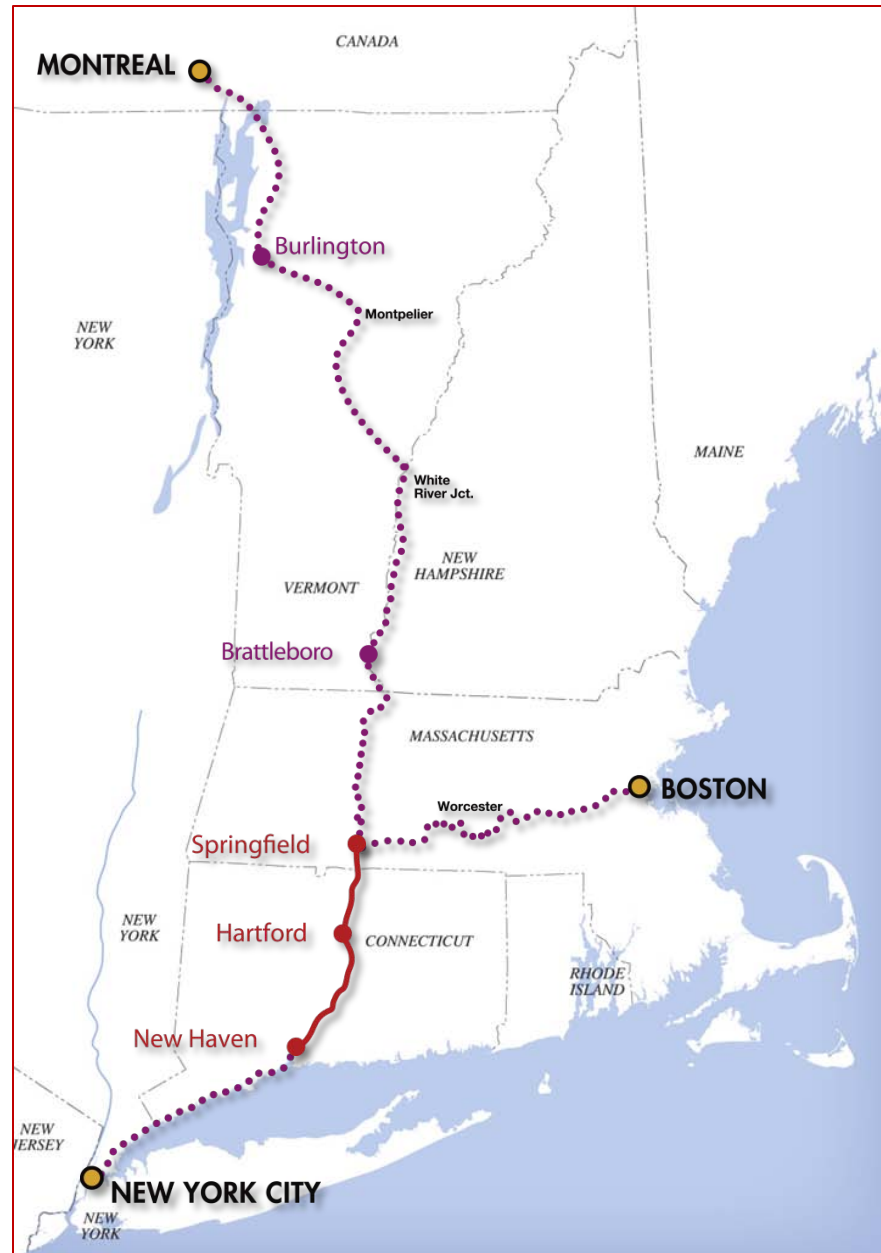 CANADA
MONTREAL
Burlington
Montpelier
NEW
YORK
MAINE
White
River Jct.
NEW
HAMPSHIRE
VERMONT
Brattleboro
MASSACHUSETTS
BOSTON
Worcester
Springfield
NEW
YORK
Hartford
CONNECTICUT
RHODE
ISLAND
New Haven
NEW
JERSEY
NEW YORK CITY
NEW
YORK